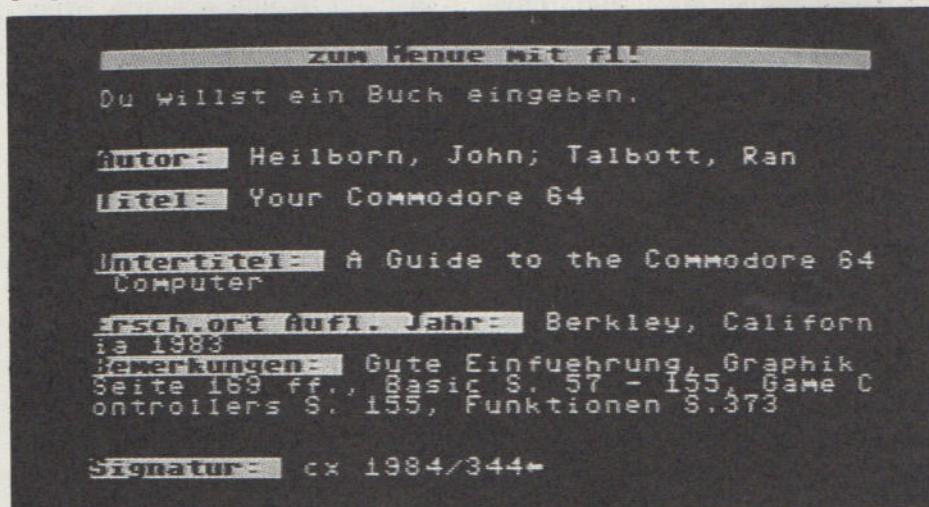 zum Menue mit f1!
Du willst ein Buch eingeben.
Autor: Heilborn, John; Talbott, Ran
Titel: Your Commodore 64
Untertitel: A Guide to the Commodore 64
Computer
Ersch.ort Aufl. Jahr: Berkley, Californ
ia 1983
Bemerkungen: Gute Einfuehrung, Graphik
Seite 169 ff., Basic S. 57 - 155, Game C
ontrollers S. 155, Funktionen S.373
Signatur: cx 1984/344←